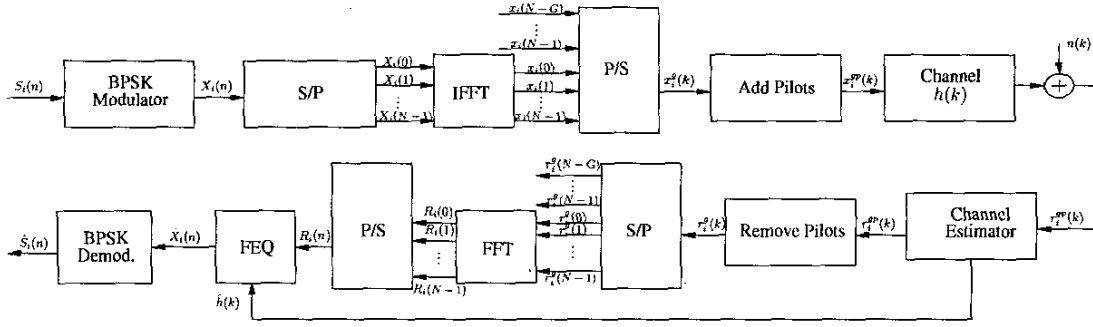 x_i(N−G)
x_i(N−1)
n(k)
S_i(n)
BPSK
Modulator
X_i(n)
S/P
X_i(0)
X_i(1)
X_i(N−1)
IFFT
x_i(0)
x_i(1)
x_i(N−1)
P/S
x_i^g(k)
Add Pilots
x_i^{gp}(k)
Channel
h(k)
+
Ŝ_i(n)
BPSK
Demod.
X̂_i(n)
FEQ
R_i(n)
P/S
R_i(0)
R_i(1)
R_i(N−1)
FFT
r_i^g(N−G)
r_i^g(N−1)
r_i^g(0)
r_i^g(1)
r_i^g(N−1)
S/P
r_i^g(k)
Remove Pilots
r_i^{gp}(k)
Channel
Estimator
r_i^{gp}(k)
ĥ(k)